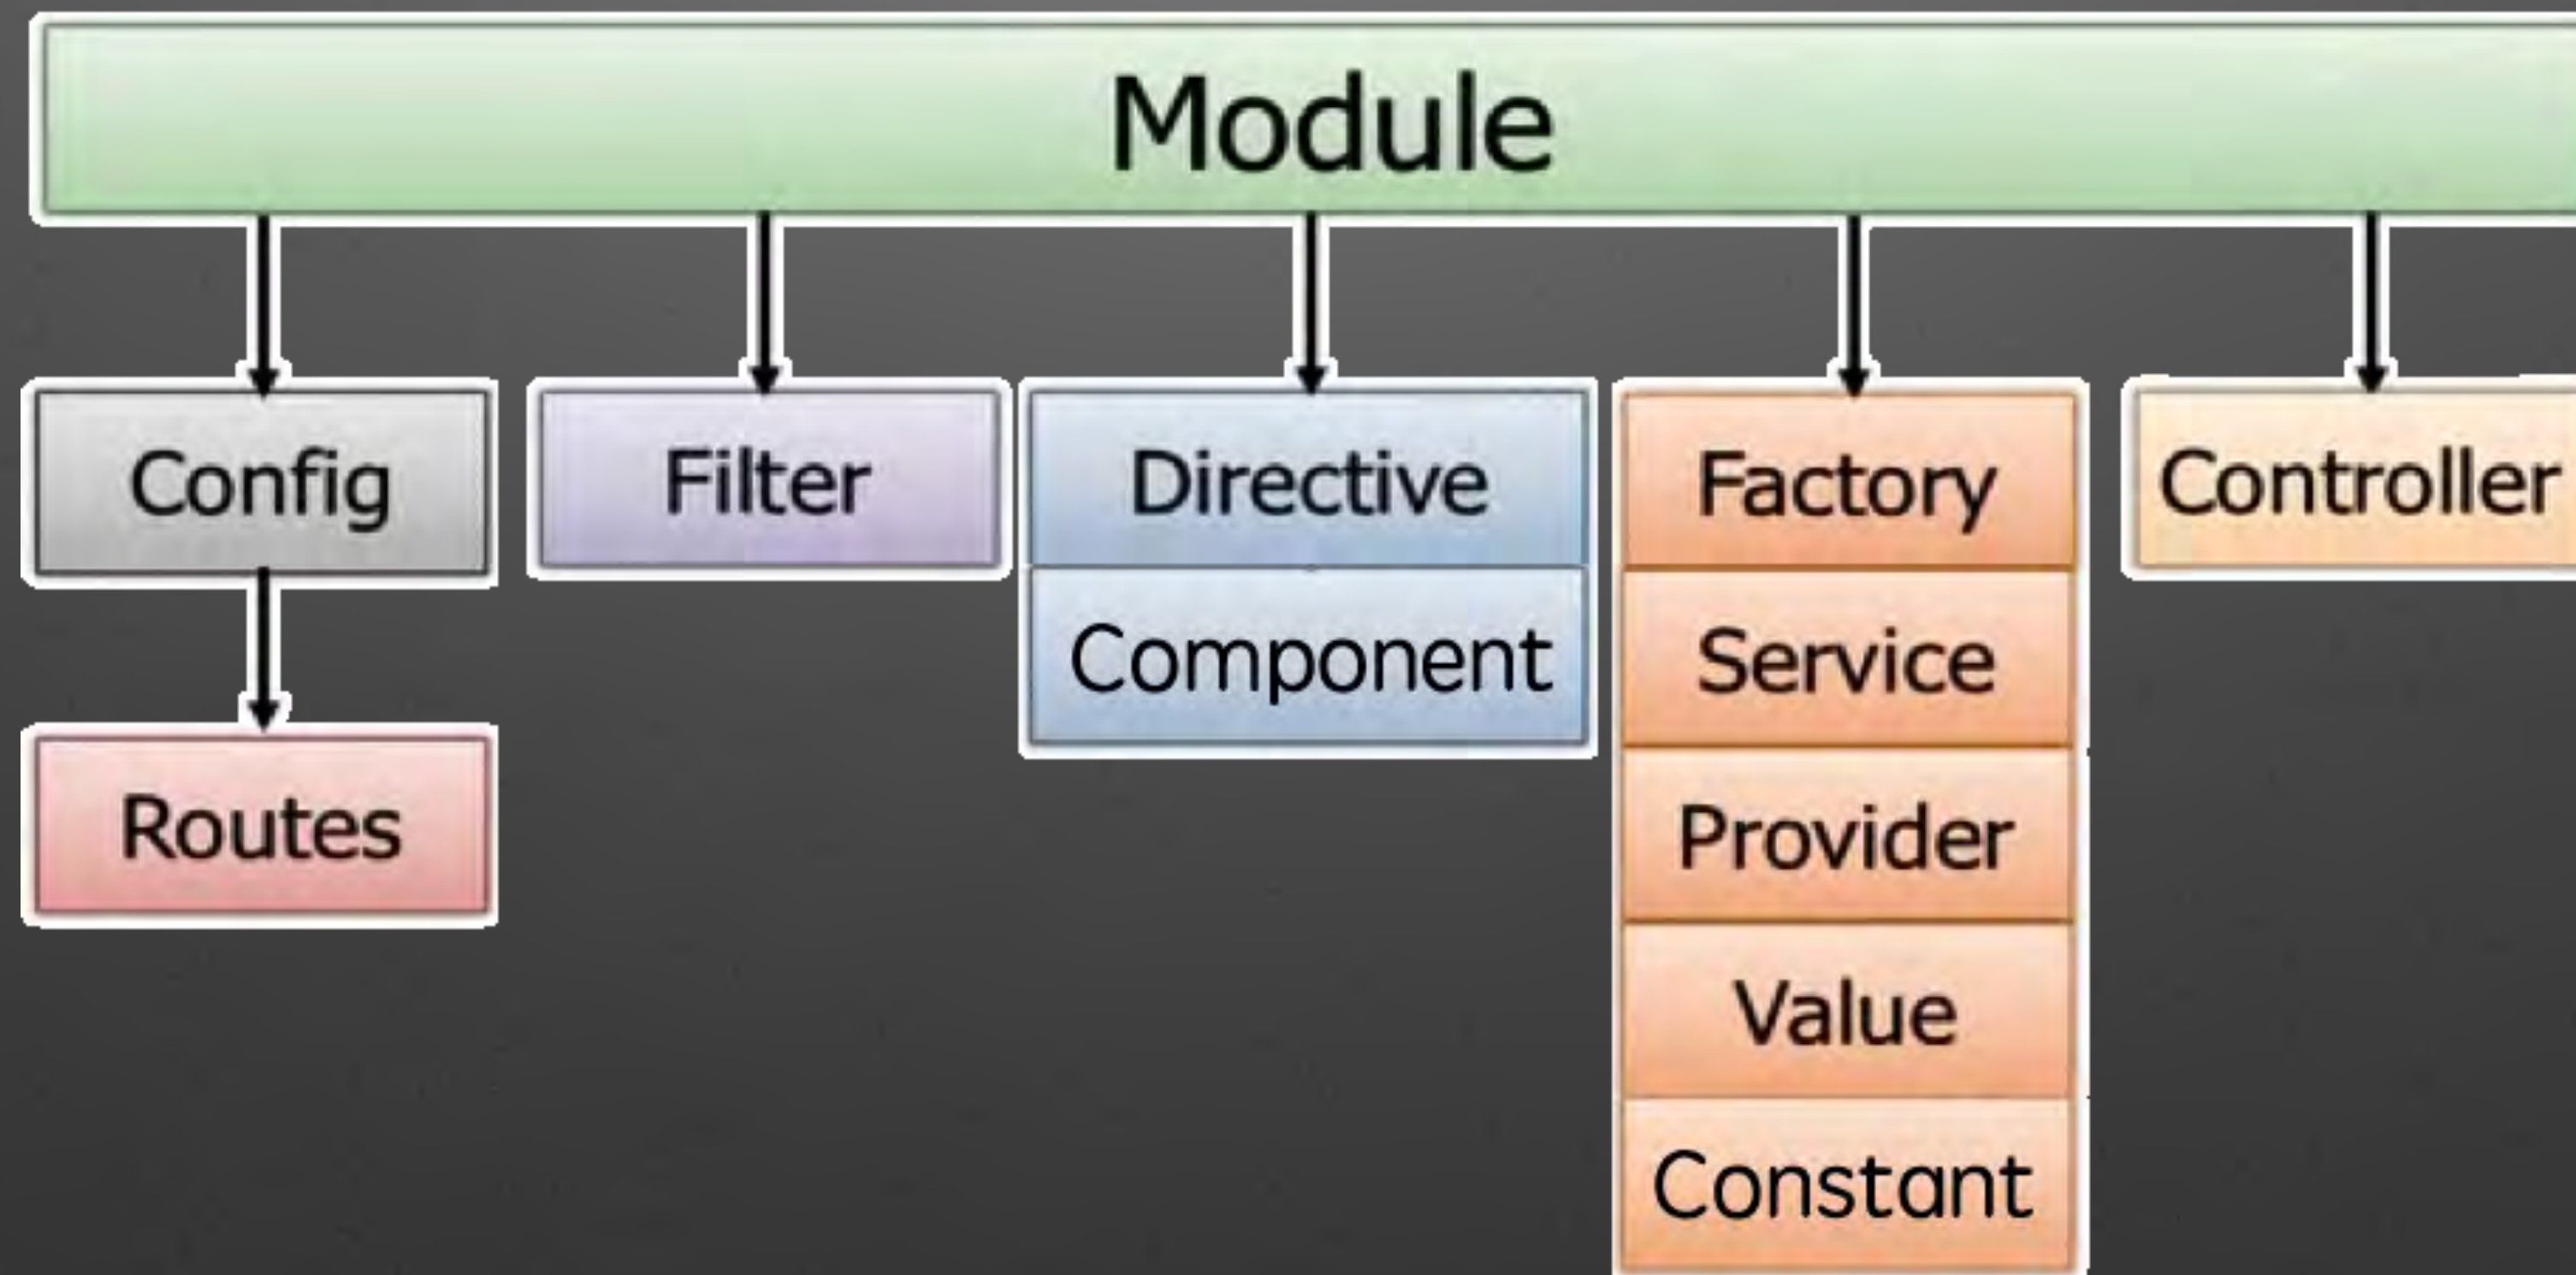 Module
Config
Filter
Directive
Factory
Controller
Component
Service
Routes
Provider
Value
Constant